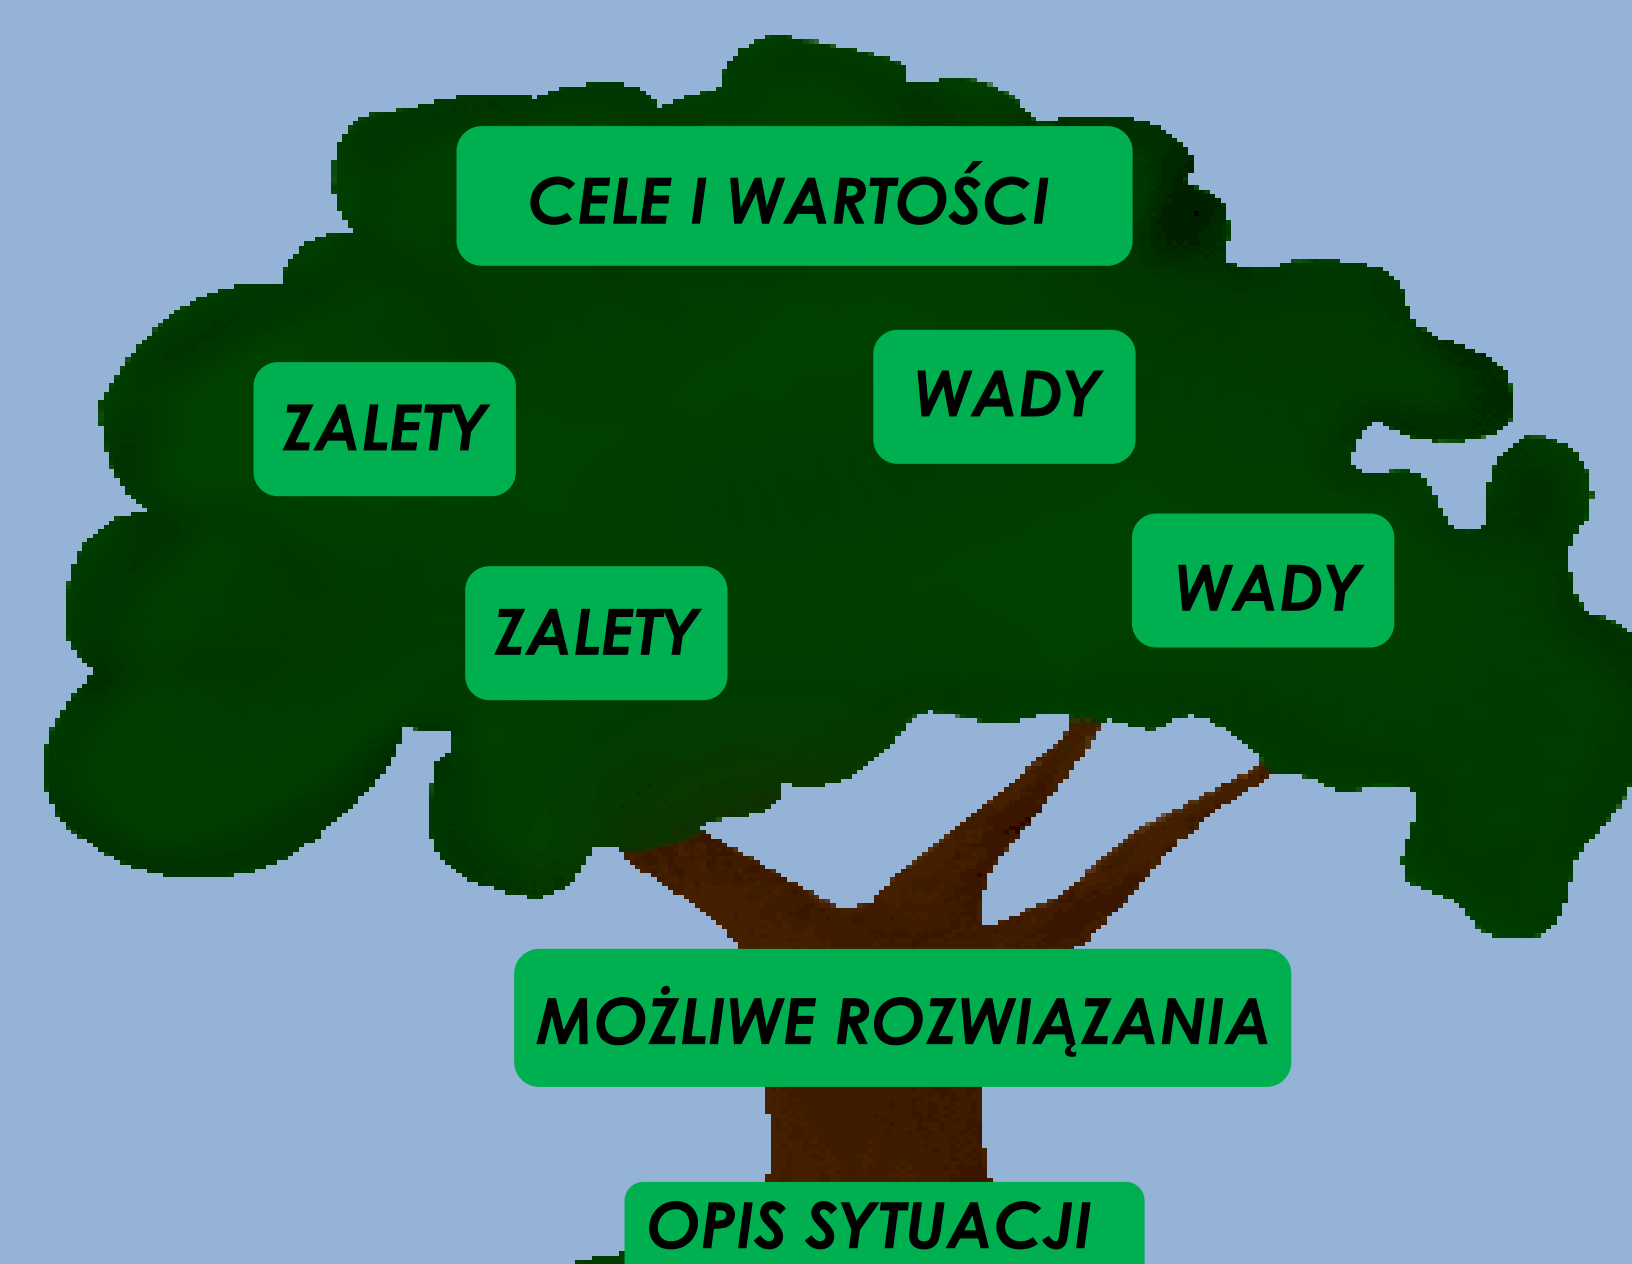 CELE I WARTOŚCI
WADY
ZALETY
WADY
ZALETY
MOŻLIWE ROZWIĄZANIA
OPIS SYTUACJI